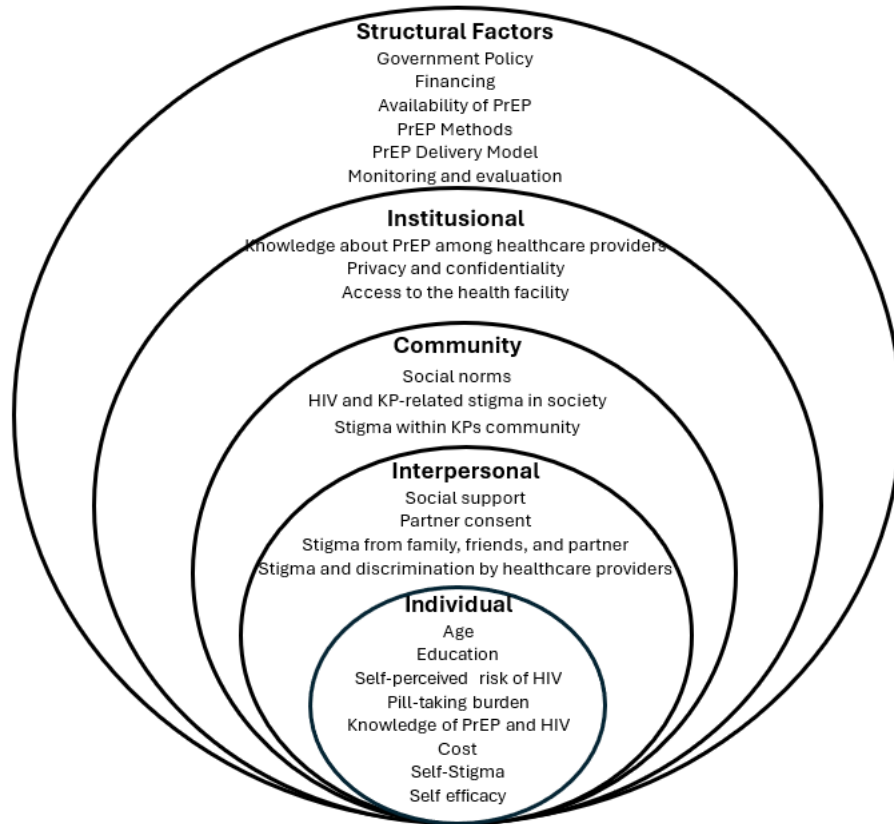 Structural Factors
Government Policy
Financing
Availability of PrEP
PrEP Methods
PrEP Delivery Model
Monitoring and evaluation
Institusional
Knowledge about PrEP among healthcare providers
Privacy and confidentiality
Access to the health facility
Community
Social norms
HIV and KP-related stigma in society
Stigma within KPs community
Interpersonal
Social support
Partner consent
Stigma from family, friends, and partner
Stigma and discrimination by healthcare providers
Individual
Age
Education
Self-perceived risk of HIV
Pill-taking burden
Knowledge of PrEP and HIV
Cost
Self-Stigma
Self efficacy